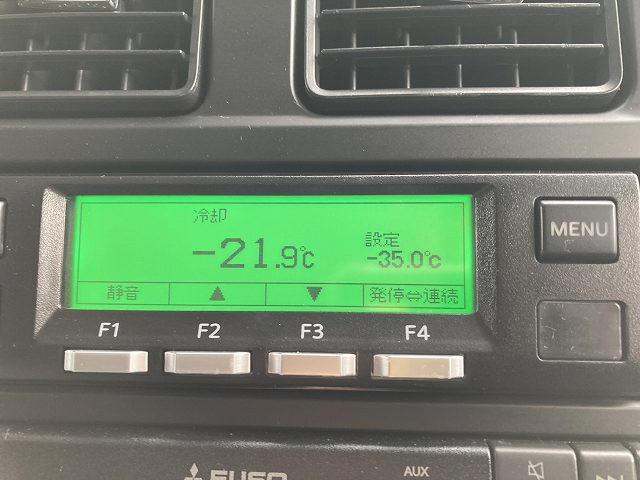 冷却
-21.9℃
設定
-35.0℃
静音 ▲ ▼ 発停⇔連続
MENU
F1 F2 F3 F4
FUSO
AUX